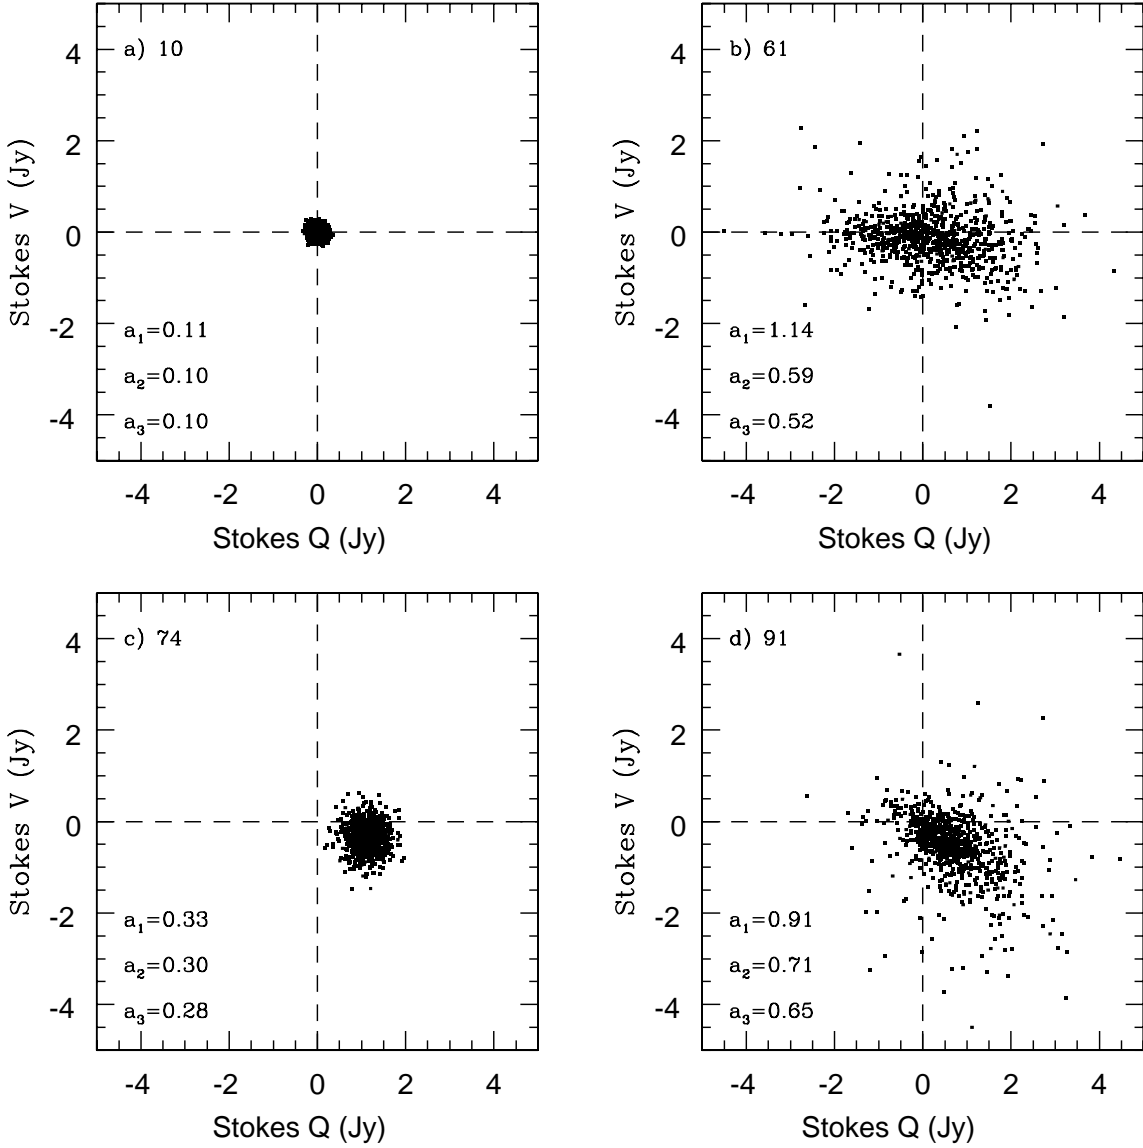 a) 10
4
2
0
-2
-4
Stokes V (Jy)
a₁=0.11
a₂=0.10
a₃=0.10
-4 -2 0 2 4
Stokes Q (Jy)
b) 61
4
2
0
-2
-4
Stokes V (Jy)
a₁=1.14
a₂=0.59
a₃=0.52
-4 -2 0 2 4
Stokes Q (Jy)
c) 74
4
2
0
-2
-4
Stokes V (Jy)
a₁=0.33
a₂=0.30
a₃=0.28
-4 -2 0 2 4
Stokes Q (Jy)
d) 91
4
2
0
-2
-4
Stokes V (Jy)
a₁=0.91
a₂=0.71
a₃=0.65
-4 -2 0 2 4
Stokes Q (Jy)